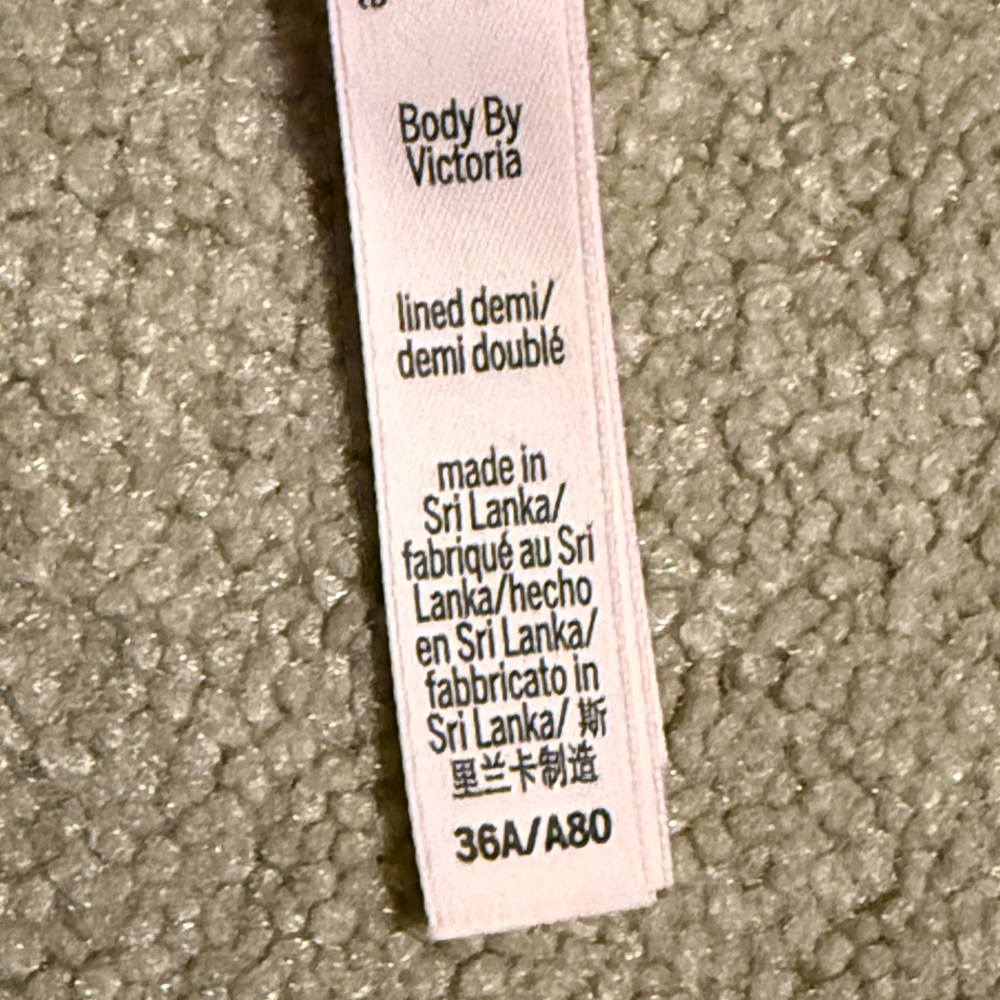 Body By
Victoria
lined demi/
demi doublé
made in
Sri Lanka/
fabriqué au Sri
Lanka/hecho
en Sri Lanka/
fabbricato in
Sri Lanka/ 斯
里兰卡制造
36A/A80